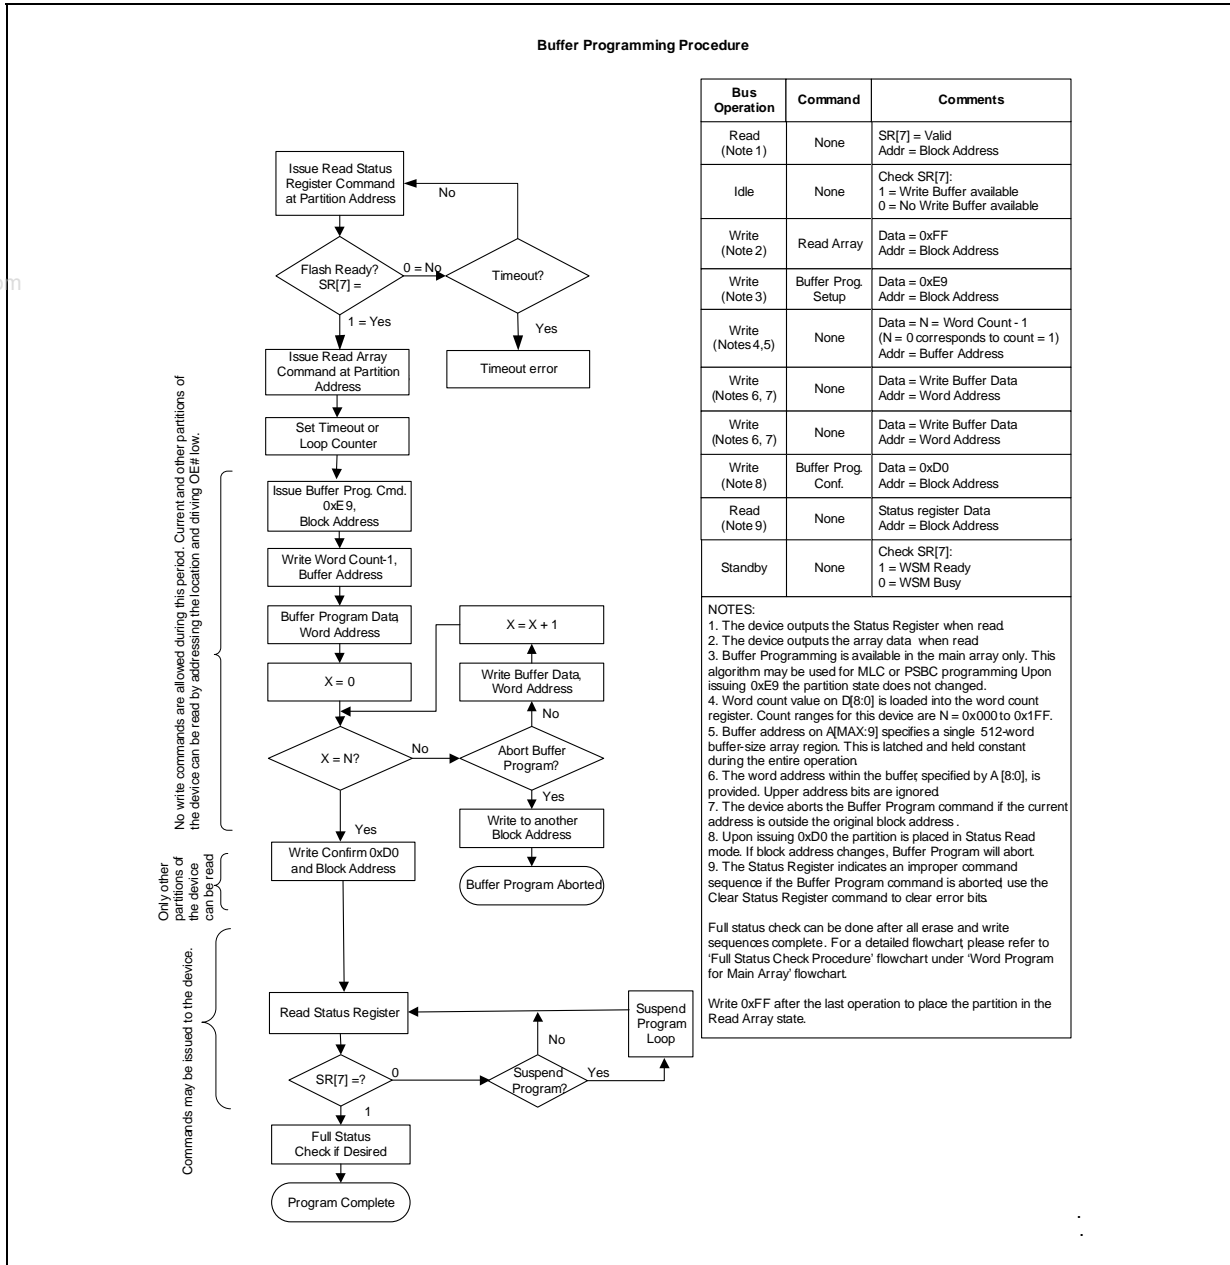 Buffer Programming Procedure
Issue Read Status
Register Command
at Partition Address
No
Flash Ready?
SR[7] =
0 = No
Timeout?
1 = Yes
Yes
Issue Read Array
Command at Partition
Address
Timeout error
Set Timeout or
Loop Counter
Issue Buffer Prog. Cmd.
0xE9,
Block Address
Write Word Count-1,
Buffer Address
Buffer Program Data,
Word Address
X = X + 1
X = 0
Write Buffer Data,
Word Address
No
X = N?
No
Abort Buffer
Program?
Yes
Yes
Write to another
Block Address
Write Confirm 0xD0
and Block Address
Buffer Program Aborted
Read Status Register
Suspend
Program
Loop
No
SR[7] =?
0
Suspend
Program?
Yes
1
Full Status
Check if Desired
Program Complete
No write commands are allowed during this period. Current and other partitions of
the device can be read by addressing the location and driving OE# low.
Only other
partitions of
the device
can be read
Commands may be issued to the device.
om
Bus
Operation
Command
Comments
Read
(Note 1)
None
SR[7] = Valid
Addr = Block Address
Idle
None
Check SR[7]:
1 = Write Buffer available
0 = No Write Buffer available
Write
(Note 2)
Read Array
Data = 0xFF
Addr = Block Address
Write
(Note 3)
Buffer Prog.
Setup
Data = 0xE9
Addr = Block Address
Write
(Notes 4,5)
None
Data = N = Word Count - 1
(N = 0 corresponds to count = 1)
Addr = Buffer Address
Write
(Notes 6, 7)
None
Data = Write Buffer Data
Addr = Word Address
Write
(Notes 6, 7)
None
Data = Write Buffer Data
Addr = Word Address
Write
(Note 8)
Buffer Prog.
Conf.
Data = 0xD0
Addr = Block Address
Read
(Note 9)
None
Status register Data
Addr = Block Address
Standby
None
Check SR[7]:
1 = WSM Ready
0 = WSM Busy
NOTES:
1. The device outputs the Status Register when read.
2. The device outputs the array data when read
3. Buffer Programming is available in the main array only. This
algorithm may be used for MLC or PSBC programming Upon
issuing 0xE9 the partition state does not changed.
4. Word count value on D[8:0] is loaded into the word count
register. Count ranges for this device are N = 0x000 to 0x1FF.
5. Buffer address on A[MAX:9] specifies a single 512-word
buffer-size array region. This is latched and held constant
during the entire operation.
6. The word address within the buffer, specified by A [8:0], is
provided. Upper address bits are ignored.
7. The device aborts the Buffer Program command if the current
address is outside the original block address .
8. Upon issuing 0xD0 the partition is placed in Status Read
mode. If block address changes, Buffer Program will abort.
9. The Status Register indicates an improper command
sequence if the Buffer Program command is aborted; use the
Clear Status Register command to clear error bits.
Full status check can be done after all erase and write
sequences complete. For a detailed flowchart, please refer to
‘Full Status Check Procedure’ flowchart under ‘Word Program
for Main Array’ flowchart.
Write 0xFF after the last operation to place the partition in the
Read Array state.